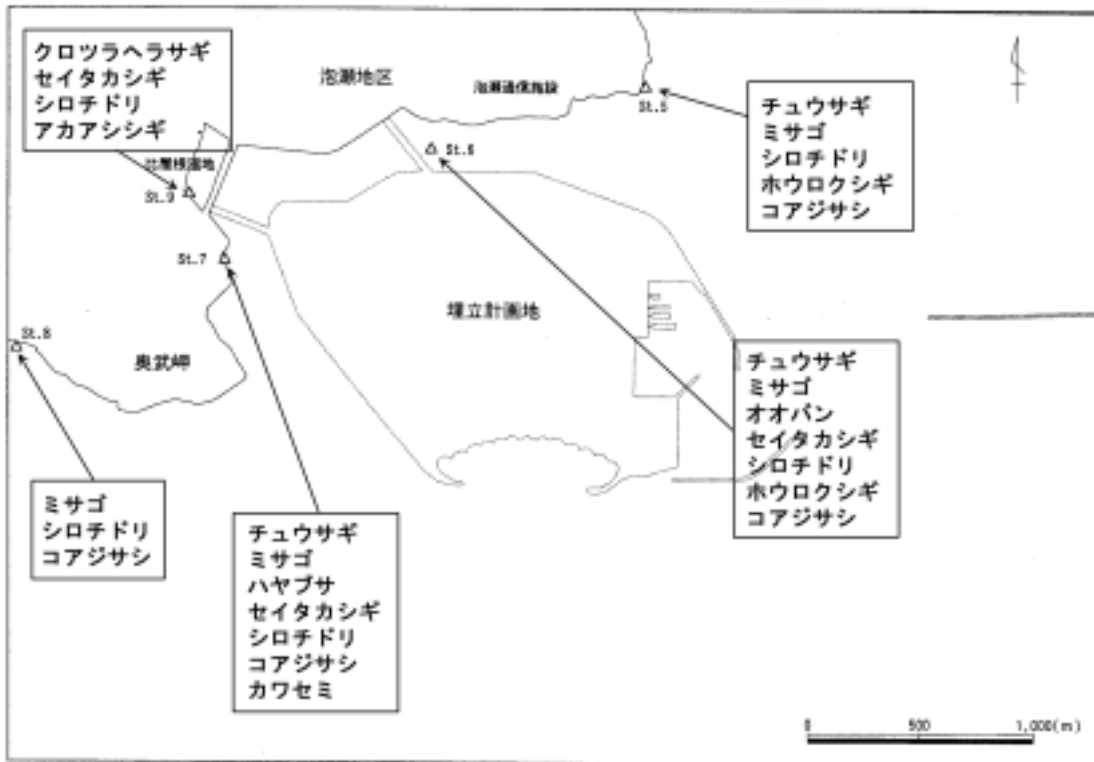 クロツラヘラサギ
セイタカシギ
シロチドリ
アカアシシギ
泡瀬地区
泡瀬通信施設
St.5
チュウサギ
ミサゴ
シロチドリ
ホウロクシギ
コアジサシ
St.6
比屋根湿地
St.9
St.7
埋立計画地
St.8
奥武岬
チュウサギ
ミサゴ
オオバン
セイタカシギ
シロチドリ
ホウロクシギ
コアジサシ
ミサゴ
シロチドリ
コアジサシ
チュウサギ
ミサゴ
ハヤブサ
セイタカシギ
シロチドリ
コアジサシ
カワセミ
0 500 1,000(m)